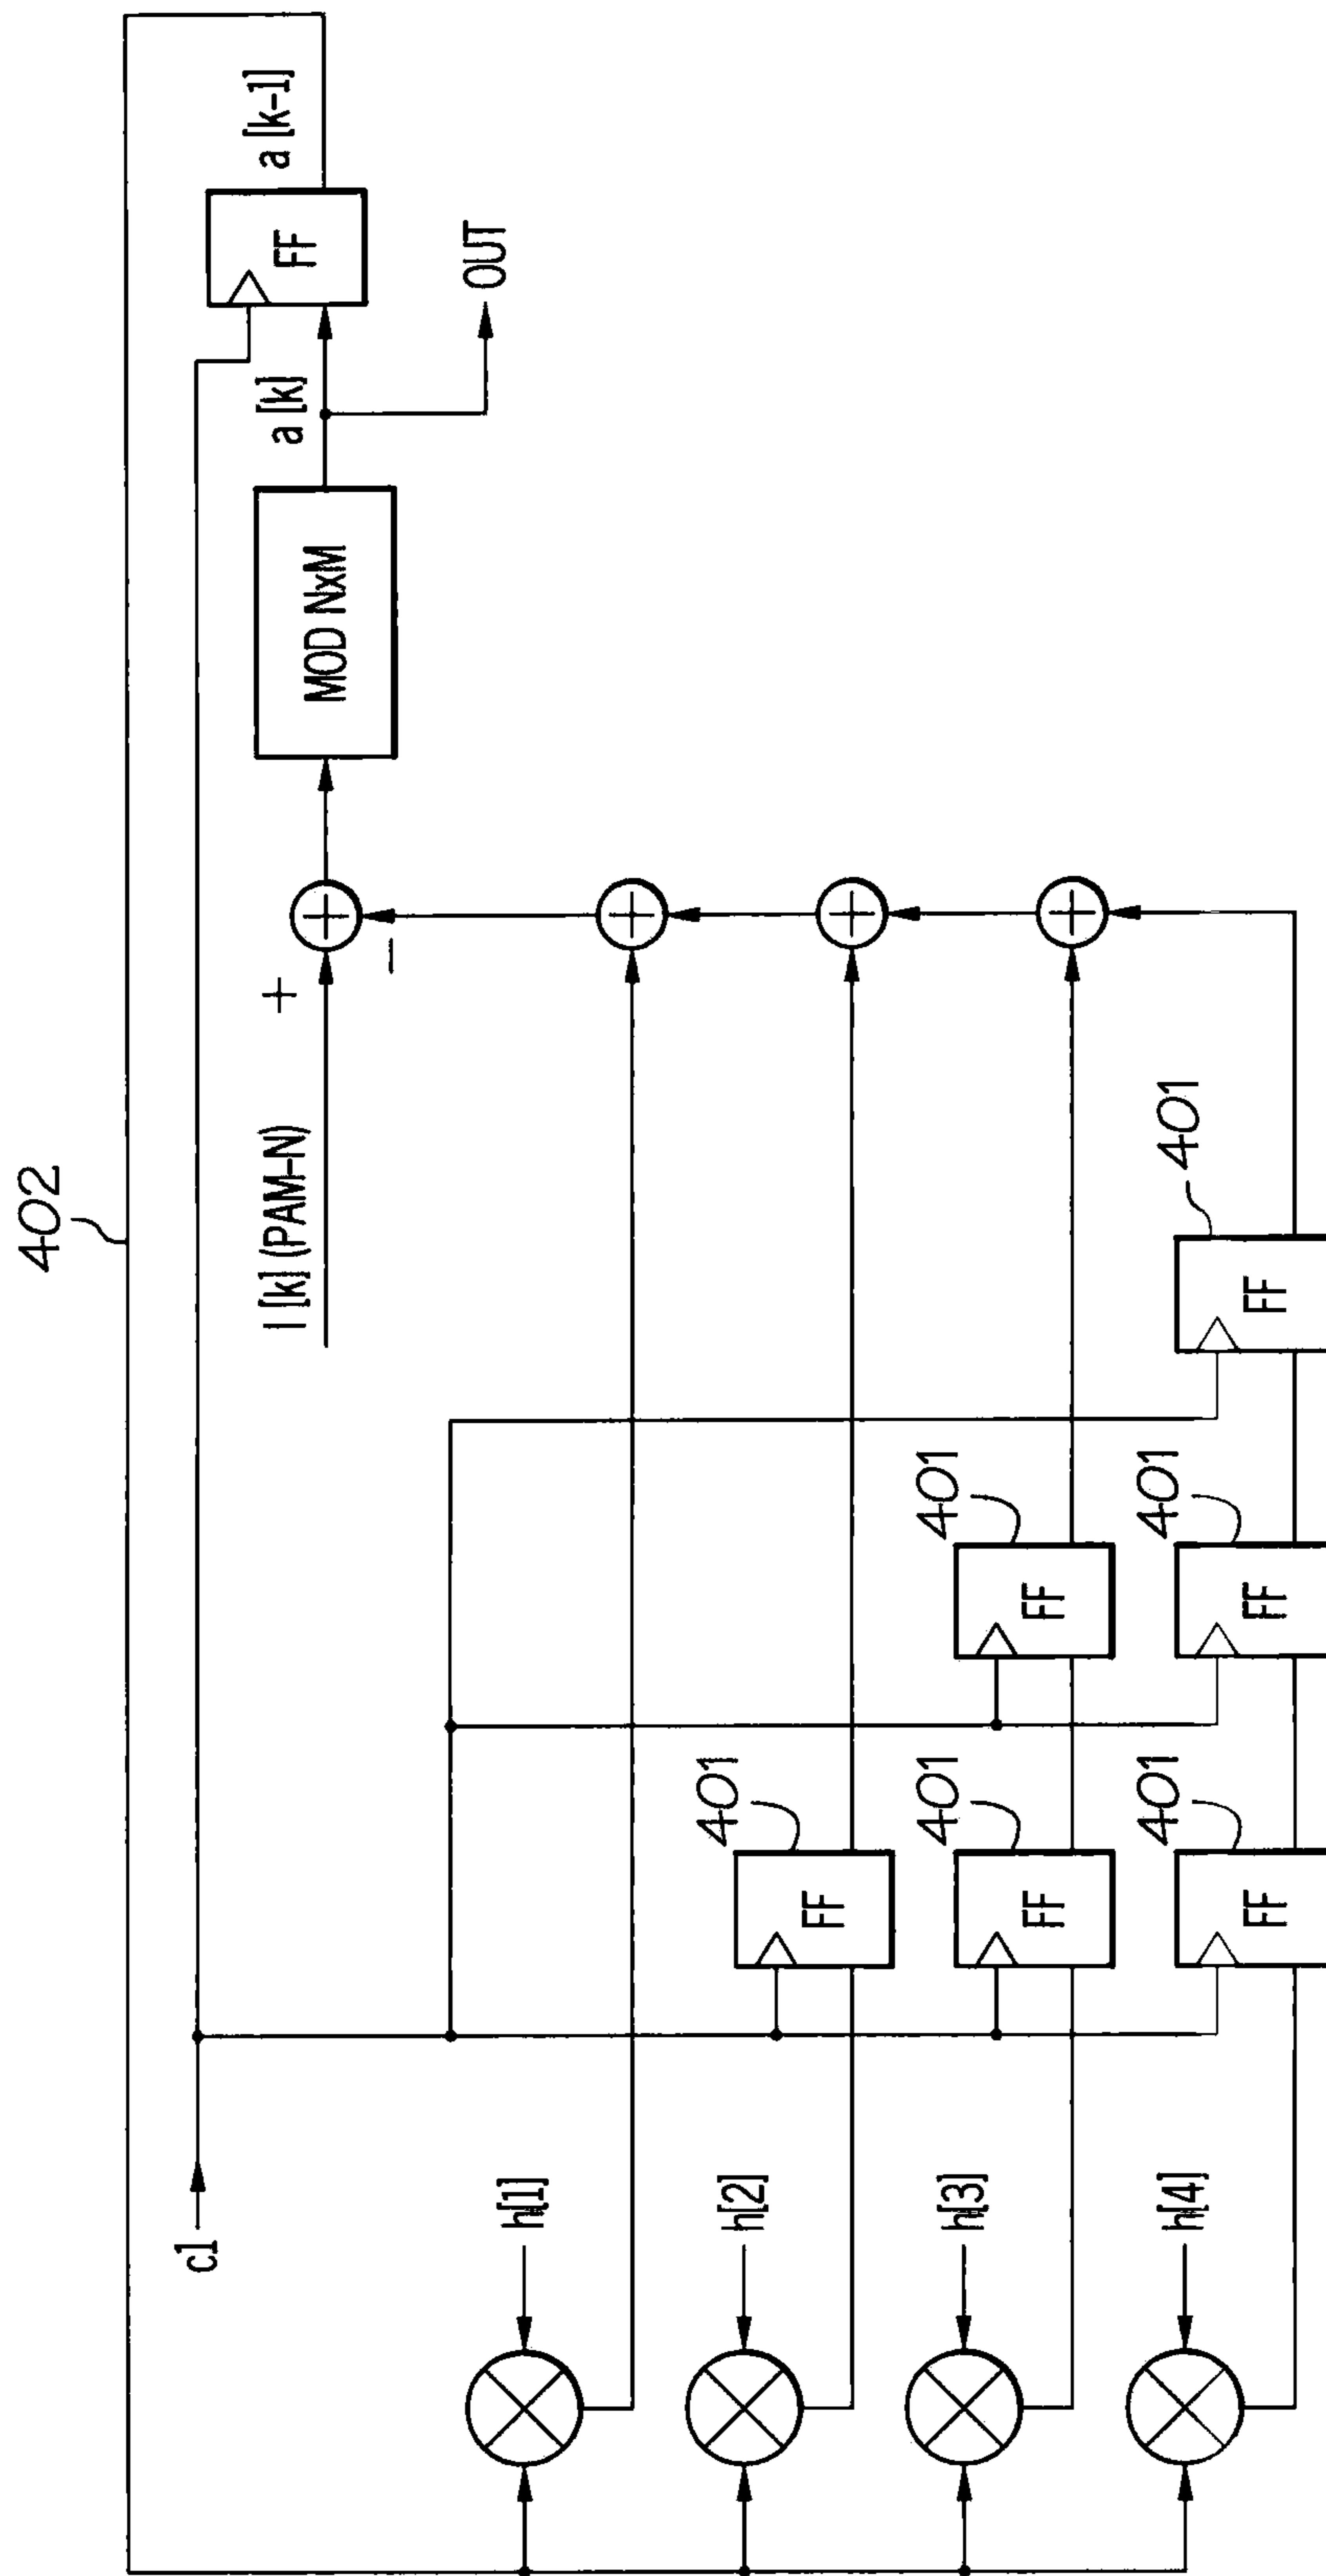 402
a [k-1]
FF
a [k]
OUT
MOD NxM
+
−
I [k] (PAM-N)
cl
h[1]
h[2]
h[3]
h[4]
401
FF
401
FF
401
FF
401
FF
401
FF
401
FF